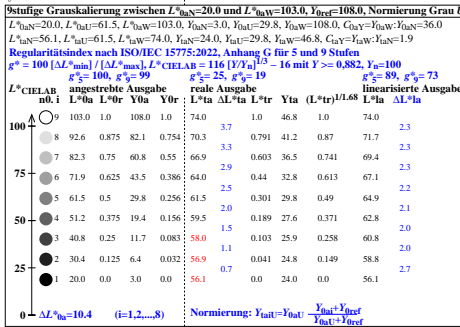 9stufige Grauskalierung zwischen L*0aN=20.0 und L*0aW=103.0, Y0ref=108.0, Normierung Grau
L*0aN=20.0, L*0aU=61.5, L*0aW=103.0, Y0aN=3.0, Y0aU=29.8, Y0aW=108.0, C0aY=Y0aW:Y0aN=36.0
L*taN=56.1, L*taU=61.5, L*taW=74.0, YtaN=24.0, YtaU=29.8, YtaW=46.8, CtaY=YtaW:YtaN=1.9
Regularitätsindex nach ISO/IEC 15775:2022, Anhang G für 5 und 9 Stufen
g* = 100 [ΔL*min] / [ΔL*max], L*CIELAB = 116 [Y/Yn]1/3 − 16 mit Y >= 0,882, Yn=100
g*5= 100, g*9= 99 g*5= 25, g*9= 19 g*5= 89, g*9= 73
L*CIELAB angestrebte Ausgabe reale Ausgabe linearisierte Ausgabe
n0. i L*0a L*0r Y0a Y0r L*ta ΔL*ta L*tr Yta (L*tr)1/1.68 L*la ΔL*la
9 103.0 1.0 108.0 1.0 74.0 1.0 46.8 1.0 74.0
100
3.7 2.3
8 92.6 0.875 82.1 0.754 70.3 0.791 41.2 0.87 71.7
3.3 2.3
7 82.3 0.75 60.8 0.55 66.9 0.603 36.5 0.741 69.4
75
2.9 2.3
6 71.9 0.625 43.5 0.386 64.0 0.44 32.8 0.613 67.1
2.5 2.2
5 61.5 0.5 29.8 0.256 61.5 0.301 29.8 0.49 64.9
2.0 2.1
50
4 51.2 0.375 19.4 0.156 59.5 0.189 27.6 0.371 62.8
1.5 2.0
3 40.8 0.25 11.7 0.083 58.0 0.103 25.9 0.258 60.8
1.1 2.0
2 30.4 0.125 6.4 0.032 56.9 0.041 24.8 0.149 58.8
25
0.7 2.7
1 20.0 0.0 3.0 0.0 56.1 0.0 24.0 0.0 56.1
0
ΔL*0a=10.4 (i=1,2,...,8) Normierung: YtaiU=Y0aU Y0ai+Y0ref
Y0aU+Y0ref